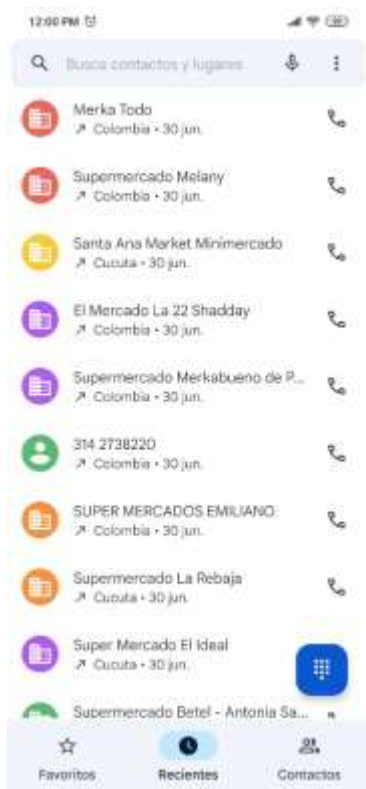 12:00 PM
Busca contactos y lugares
Merka Todo
↗ Colombia • 30 jun.
Supermercado Melany
↗ Colombia • 30 jun.
Santa Ana Market Minimercado
↗ Cucuta • 30 jun.
El Mercado La 22 Shadday
↗ Colombia • 30 jun.
Supermercado Merkabueno de P...
↗ Colombia • 30 jun.
314 2738220
↗ Colombia • 30 jun.
SUPER MERCADOS EMILIANO
↗ Colombia • 30 jun.
Supermercado La Rebaja
↗ Cucuta • 30 jun.
Super Mercado El Ideal
↗ Cucuta • 30 jun.
Supermercado Betel - Antonia Sa...
Favoritos
Recientes
Contactos